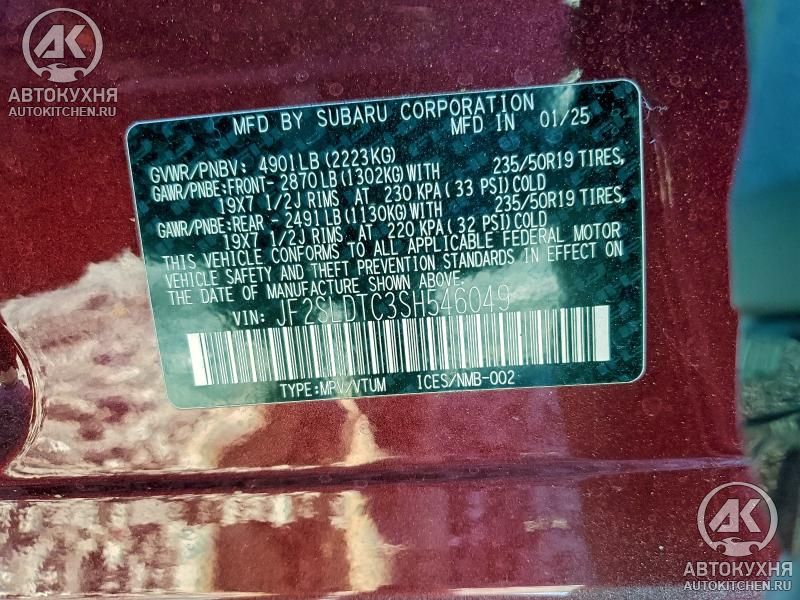 AK
АВТОКУХНЯ
AUTOKITCHEN.RU
MFD BY SUBARU CORPORATION
MFD IN 01/25
GVWR/PNBV: 4901LB (2223KG)
GAWR/PNBE:FRONT- 2870LB (1302KG)WITH 235/50R19 TIRES,
19X7 1/2J RIMS AT 230 KPA (33 PSI)COLD
GAWR/PNBE:REAR - 2491LB (1130KG)WITH 235/50R19 TIRES,
19X7 1/2J RIMS AT 220 KPA (32 PSI)COLD
THIS VEHICLE CONFORMS TO ALL APPLICABLE FEDERAL MOTOR
VEHICLE SAFETY AND THEFT PREVENTION STANDARDS IN EFFECT ON
THE DATE OF MANUFACTURE SHOWN ABOVE.
VIN: JF2SLDTC3SH546049
TYPE:MPV/VTUM ICES/NMB-002
AK
АВТОКУХНЯ
AUTOKITCHEN.RU